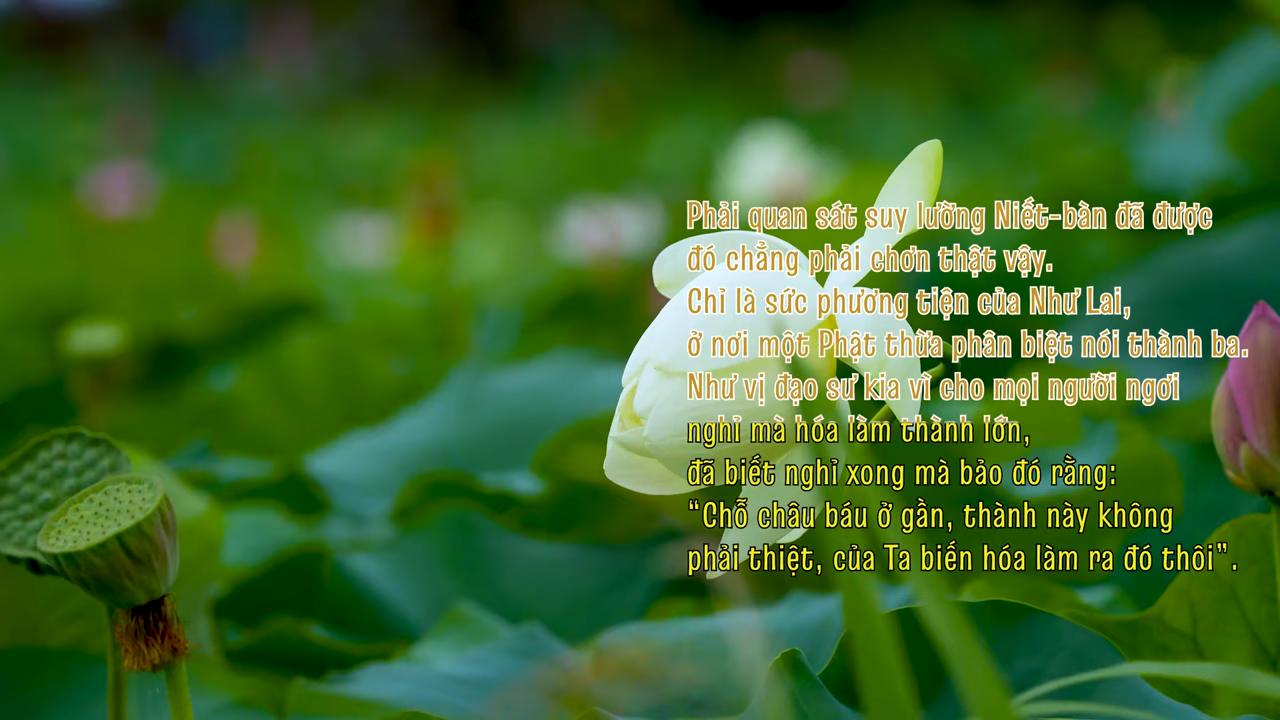 Phải quan sát suy lường Niết-bàn đã được
đó chẳng phải chơn thật vậy.
Chỉ là sức phương tiện của Như Lai,
ở nơi một Phật thừa phân biệt nói thành ba.
Như vị đạo sư kia vì cho mọi người ngơi
nghỉ mà hóa làm thành lớn,
đã biết nghỉ xong mà bảo đó rằng:
“Chỗ châu báu ở gần, thành này không
phải thiệt, của Ta biến hóa làm ra đó thôi”.